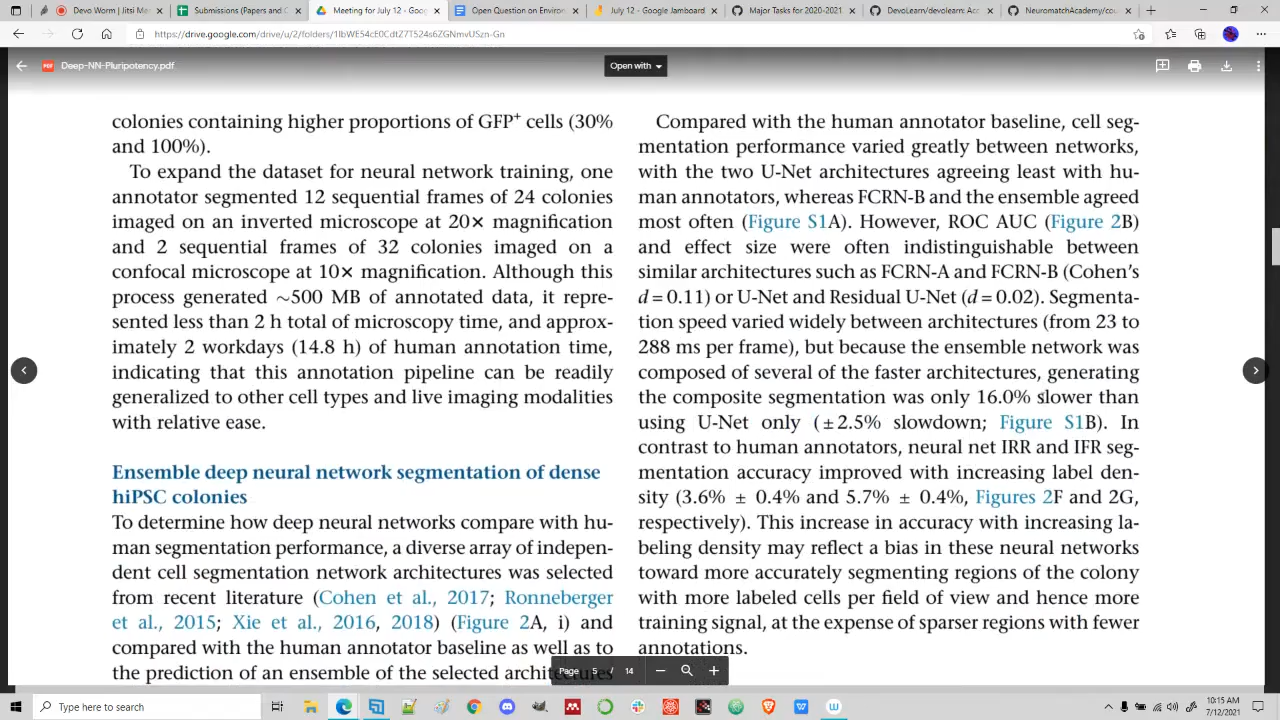 Develop Worm (Just Us)
Submissions (Papers and C
Meeting for July 12 - Goo
Open Question on Environ
July 12 - Google Jamboard
Major Tasks for 2020-2021
DevoLearn/devolearn: Acc
NeuromatchAcademy/cou
https://drive.google.com/drive/u/2/folders/1IbWE54cE0CdtZ7T524s6ZGNmvUSzn-Gn
Deep-NN-Pluripotency.pdf
Open with
colonies containing higher proportions of GFP+ cells (30%
and 100%).
To expand the dataset for neural network training, one
annotator segmented 12 sequential frames of 24 colonies
imaged on an inverted microscope at 20× magnification
and 2 sequential frames of 32 colonies imaged on a
confocal microscope at 10× magnification. Although this
process generated ~500 MB of annotated data, it repre-
sented less than 2 h total of microscopy time, and approx-
imately 2 workdays (14.8 h) of human annotation time,
indicating that this annotation pipeline can be readily
generalized to other cell types and live imaging modalities
with relative ease.
Ensemble deep neural network segmentation of dense
hiPSC colonies
To determine how deep neural networks compare with hu-
man segmentation performance, a diverse array of indepen-
dent cell segmentation network architectures was selected
from recent literature (Cohen et al., 2017; Ronneberger
et al., 2015; Xie et al., 2016, 2018) (Figure 2A, i) and
compared with the human annotator baseline as well as to
the prediction of an ensemble of the selected architectures
Compared with the human annotator baseline, cell seg-
mentation performance varied greatly between networks,
with the two U-Net architectures agreeing least with hu-
man annotators, whereas FCRN-B and the ensemble agreed
most often (Figure S1A). However, ROC AUC (Figure 2B)
and effect size were often indistinguishable between
similar architectures such as FCRN-A and FCRN-B (Cohen's
d = 0.11) or U-Net and Residual U-Net (d = 0.02). Segmenta-
tion speed varied widely between architectures (from 23 to
288 ms per frame), but because the ensemble network was
composed of several of the faster architectures, generating
the composite segmentation was only 16.0% slower than
using U-Net only (±2.5% slowdown; Figure S1B). In
contrast to human annotators, neural net IRR and IFR seg-
mentation accuracy improved with increasing label den-
sity (3.6% ± 0.4% and 5.7% ± 0.4%, Figures 2F and 2G,
respectively). This increase in accuracy with increasing la-
beling density may reflect a bias in these neural networks
toward more accurately segmenting regions of the colony
with more labeled cells per field of view and hence more
training signal, at the expense of sparser regions with fewer
annotations.
Page 5 / 14
Type here to search
10:15 AM
7/12/2021